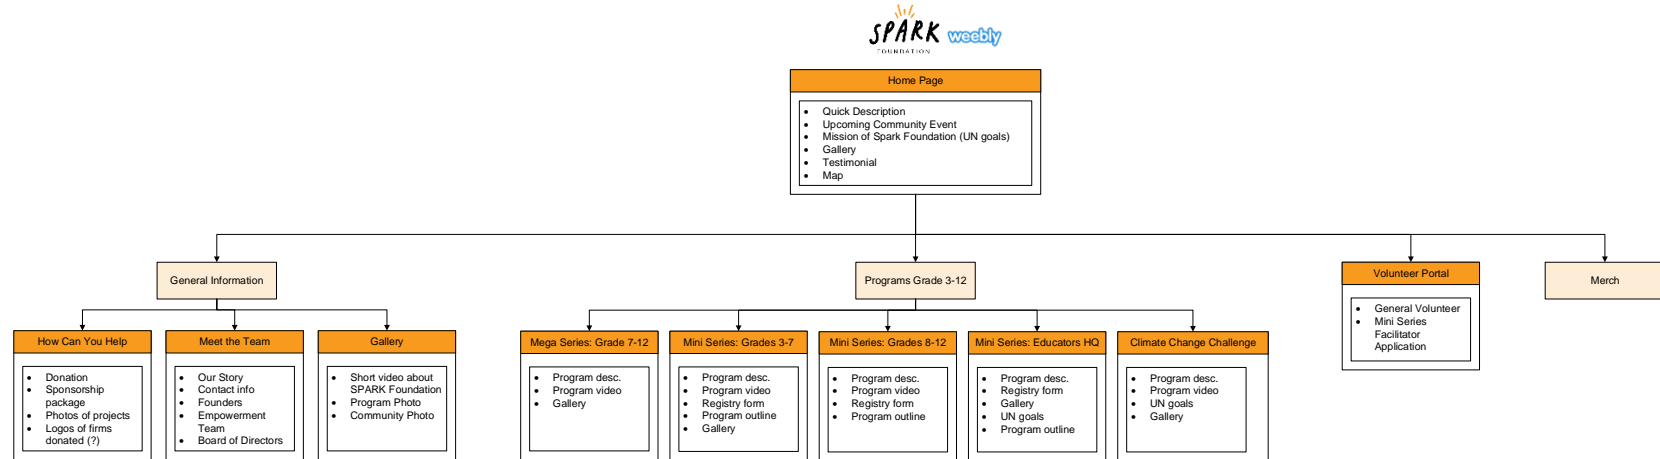 SPARK weebly
FOUNDATION
Home Page
• Quick Description
• Upcoming Community Event
• Mission of Spark Foundation (UN goals)
• Gallery
• Testimonial
• Map
General Information
Programs Grade 3-12
Volunteer Portal
• General Volunteer
• Mini Series
Facilitator
Application
Merch
How Can You Help
• Donation
• Sponsorship
package
• Photos of projects
• Logos of firms
donated (?)
Meet the Team
• Our Story
• Contact info
• Founders
• Empowerment
Team
• Board of Directors
Gallery
• Short video about
SPARK Foundation
• Program Photo
• Community Photo
Mega Series: Grade 7-12
• Program desc.
• Program video
• Gallery
Mini Series: Grades 3-7
• Program desc.
• Program video
• Registry form
• Program outline
• Gallery
Mini Series: Grades 8-12
• Program desc.
• Program video
• Registry form
• Program outline
Mini Series: Educators HQ
• Program desc.
• Registry form
• Gallery
• UN goals
• Program outline
Climate Change Challenge
• Program desc.
• Program video
• UN goals
• Gallery